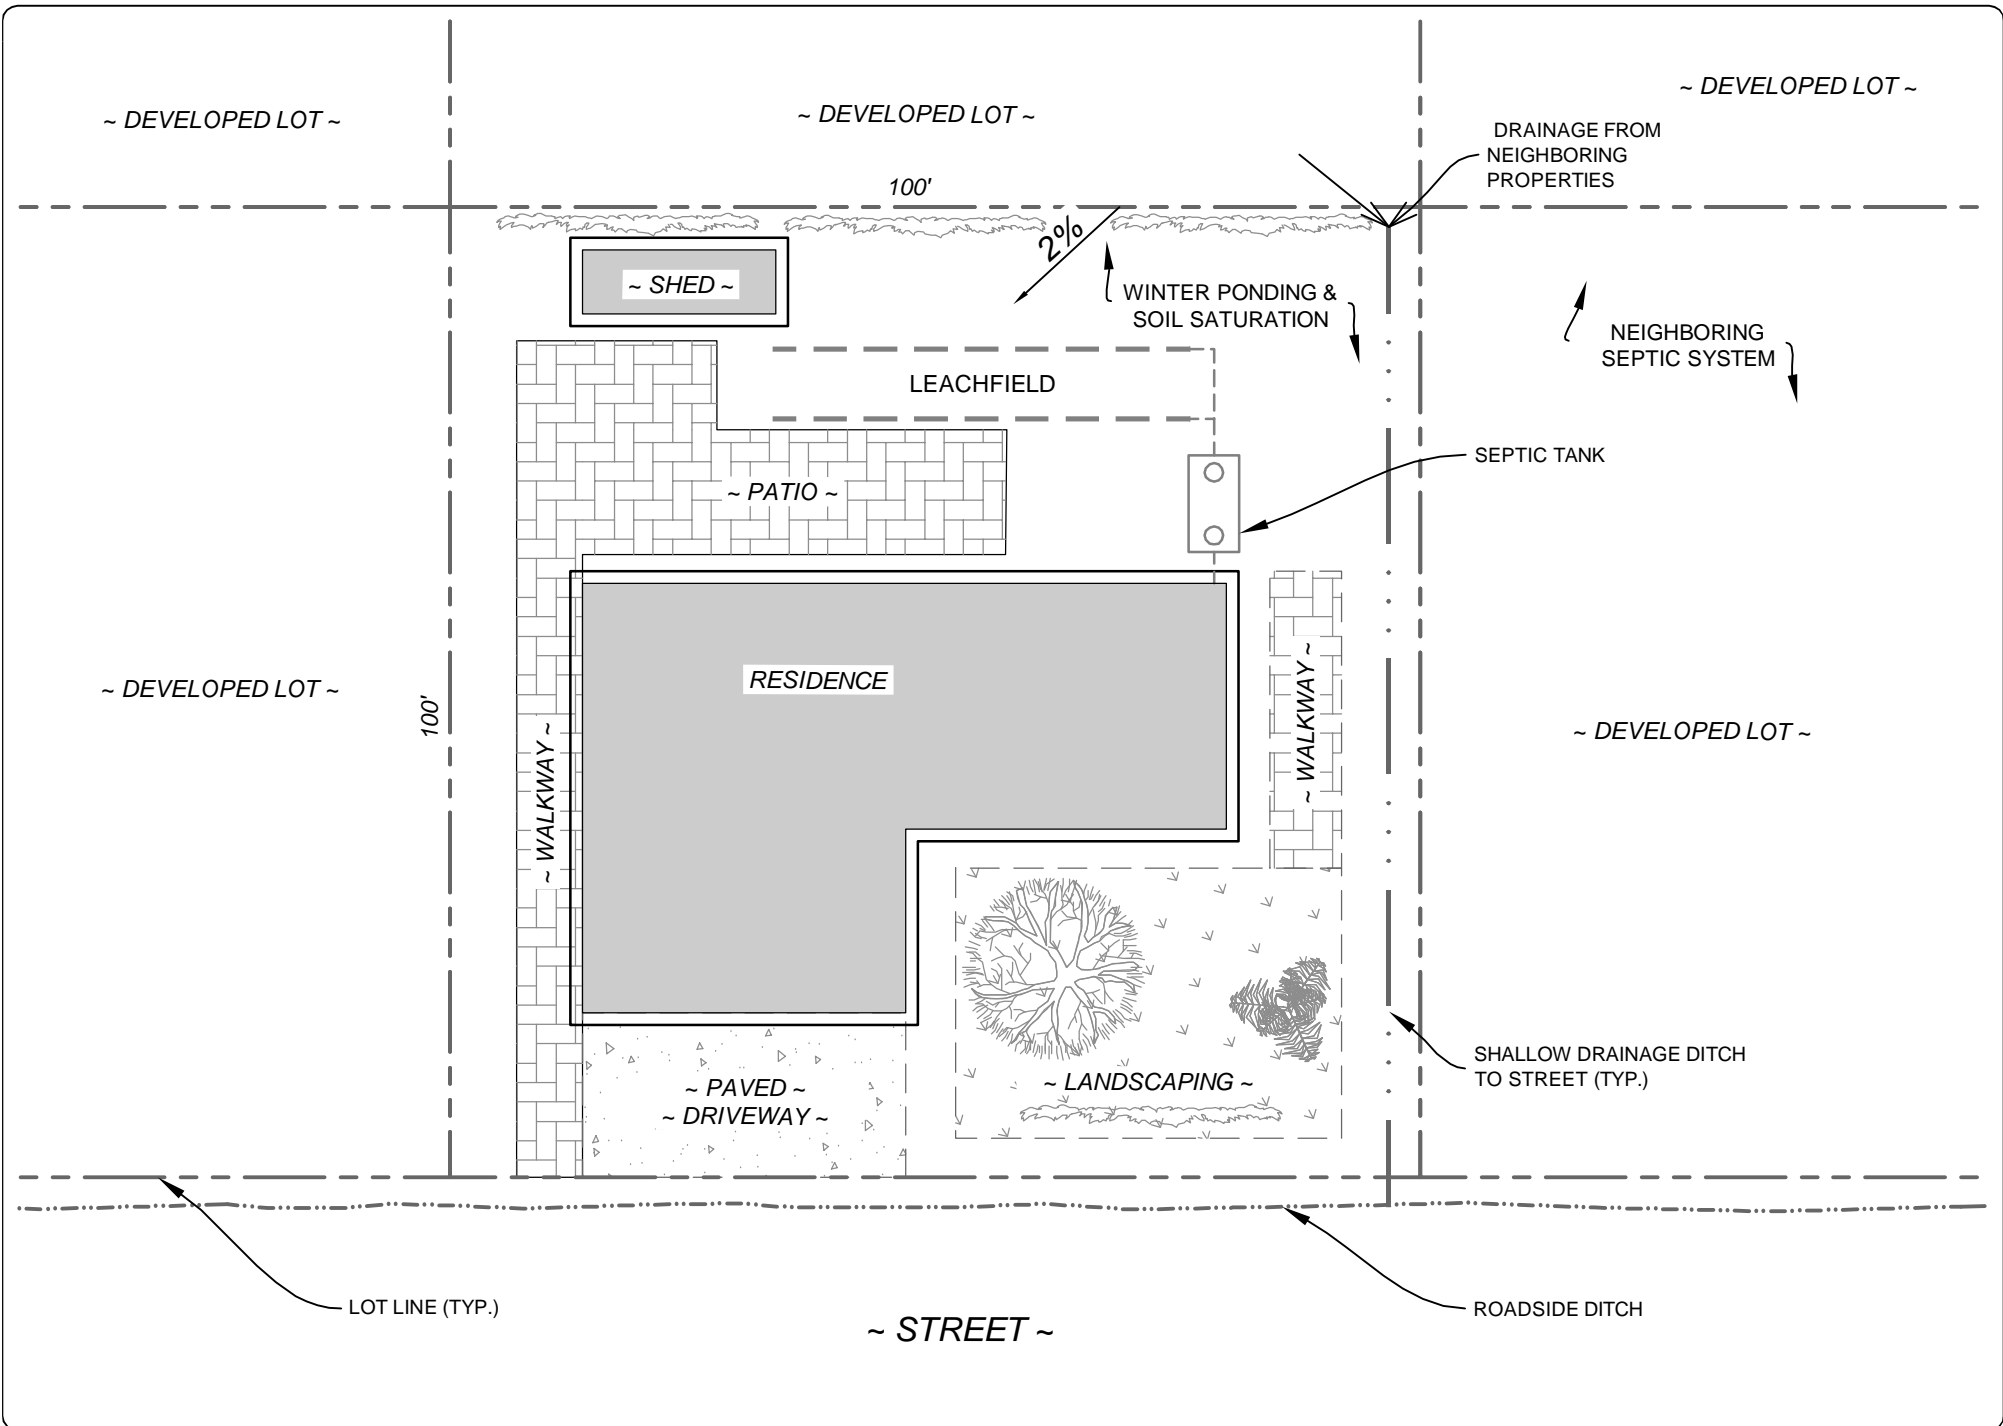 ~ DEVELOPED LOT ~
~ DEVELOPED LOT ~
~ DEVELOPED LOT ~
DRAINAGE FROM
NEIGHBORING
PROPERTIES
100'
2%
~ SHED ~
WINTER PONDING &
SOIL SATURATION
NEIGHBORING
SEPTIC SYSTEM
LEACHFIELD
SEPTIC TANK
~ PATIO ~
RESIDENCE
~ DEVELOPED LOT ~
100'
~ WALKWAY ~
~ WALKWAY ~
~ DEVELOPED LOT ~
SHALLOW DRAINAGE DITCH
TO STREET (TYP.)
~ LANDSCAPING ~
~ PAVED ~
~ DRIVEWAY ~
LOT LINE (TYP.)
ROADSIDE DITCH
~ STREET ~